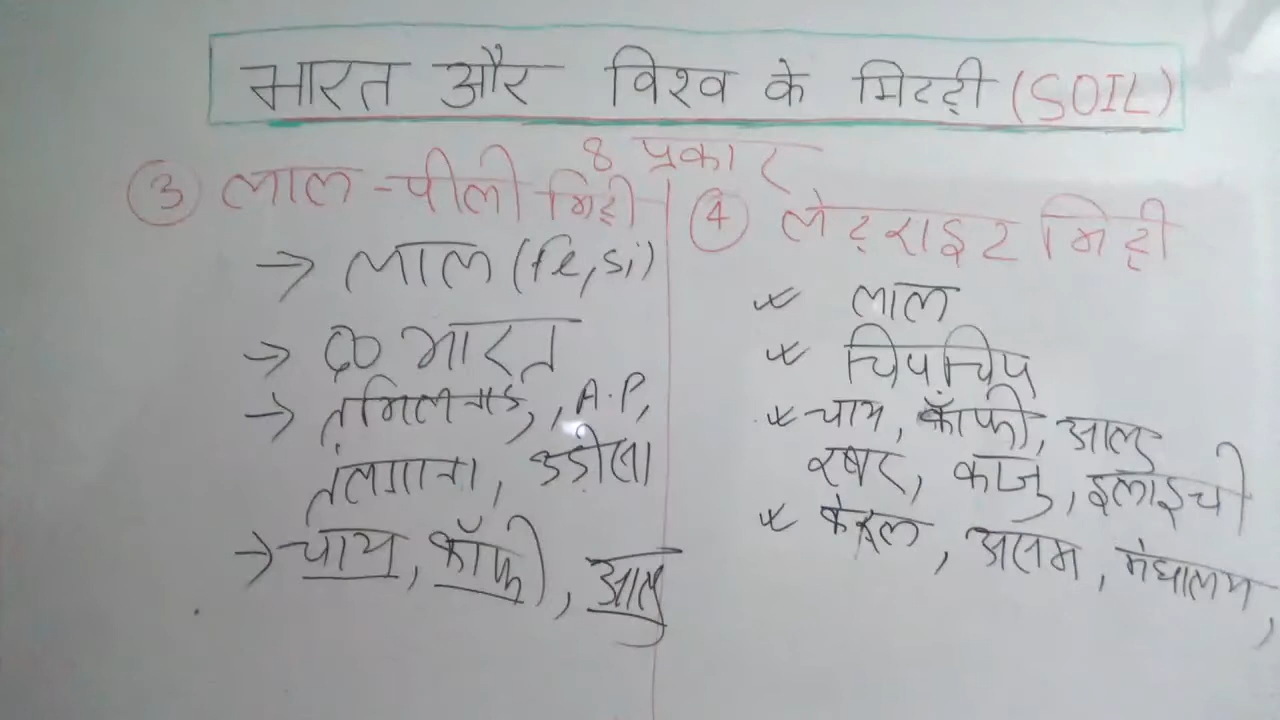 भारत और विश्व के मिटटी (SOIL)
8 प्रकार
③ लाल-पीली मिट्टी
→ लाल (Fe, Si)
→ द० भारत
→ तमिलनाडु, A.P,
तेलंगाना, उडीसा
→ चाय, कॉफी, आलु
④ लेट्राइट मिट्टी
* लाल
* चिपचिप
* चाय, कॉफी, आलु
रबर, काजु, इलाइची
* केरल, असम, मेघालय,